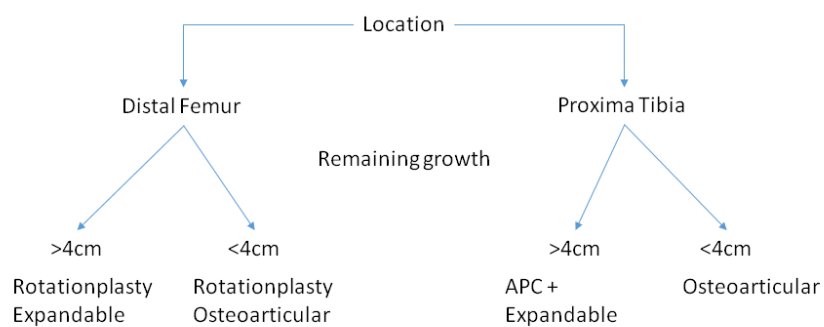 Location
Distal Femur
Proxima Tibia
Remaining growth
>4cm
<4cm
>4cm
<4cm
Rotationplasty
Expandable
Rotationplasty
Osteoarticular
APC +
Expandable
Osteoarticular